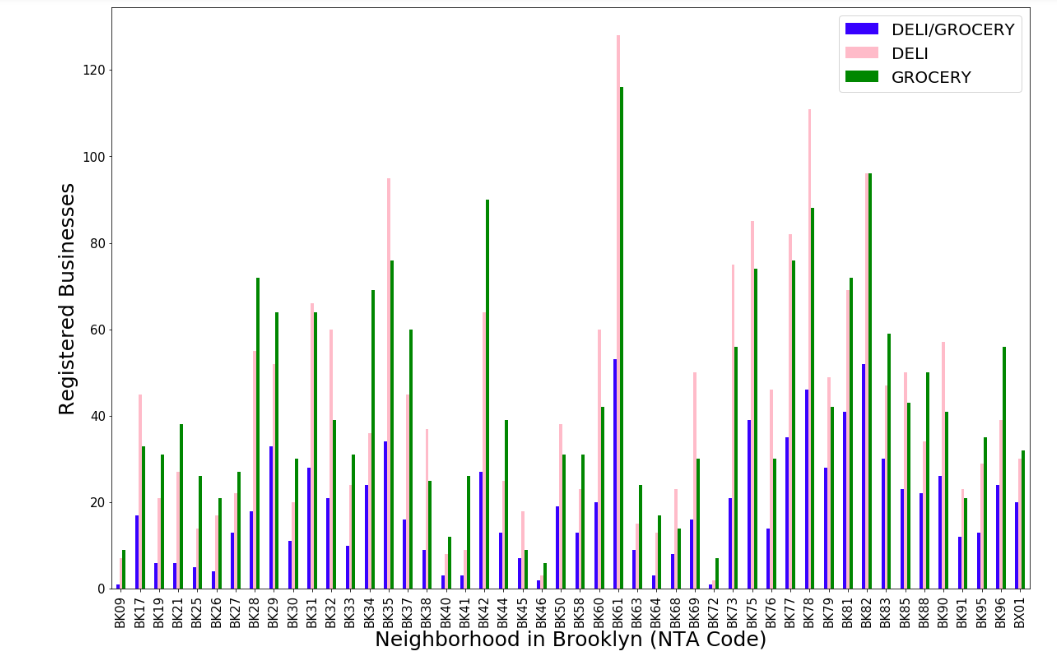 DELI/GROCERY
DELI
GROCERY
Registered Businesses
120
100
80
60
40
20
0
BK09 BK17 BK19 BK21 BK25 BK26 BK27 BK28 BK29 BK30 BK31 BK32 BK33 BK34 BK35 BK37 BK38 BK40 BK41 BK42 BK44 BK45 BK46 BK50 BK58 BK60 BK61 BK63 BK64 BK68 BK69 BK72 BK73 BK75 BK76 BK77 BK78 BK79 BK81 BK82 BK83 BK85 BK88 BK90 BK91 BK95 BK96 BX01
Neighborhood in Brooklyn (NTA Code)